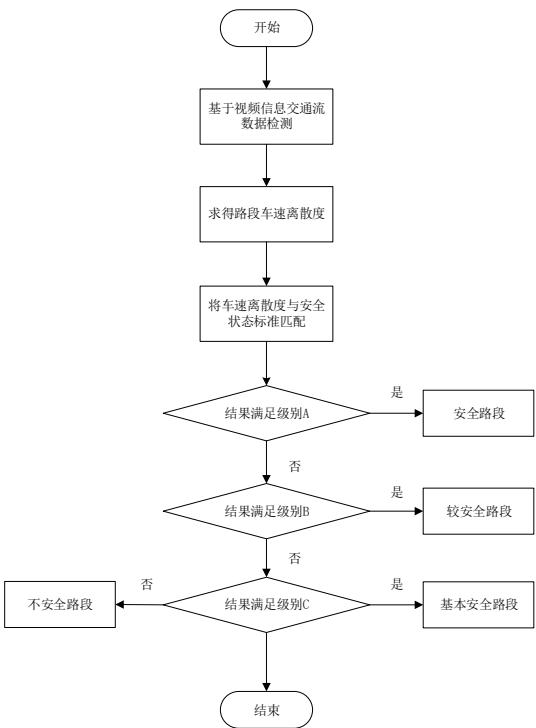 开始
基于视频信息交通流
数据检测
求得路段车速离散度
将车速离散度与安全
状态标准匹配
结果满足级别A
是
安全路段
否
结果满足级别B
是
较安全路段
否
不安全路段
否
结果满足级别C
是
基本安全路段
结束